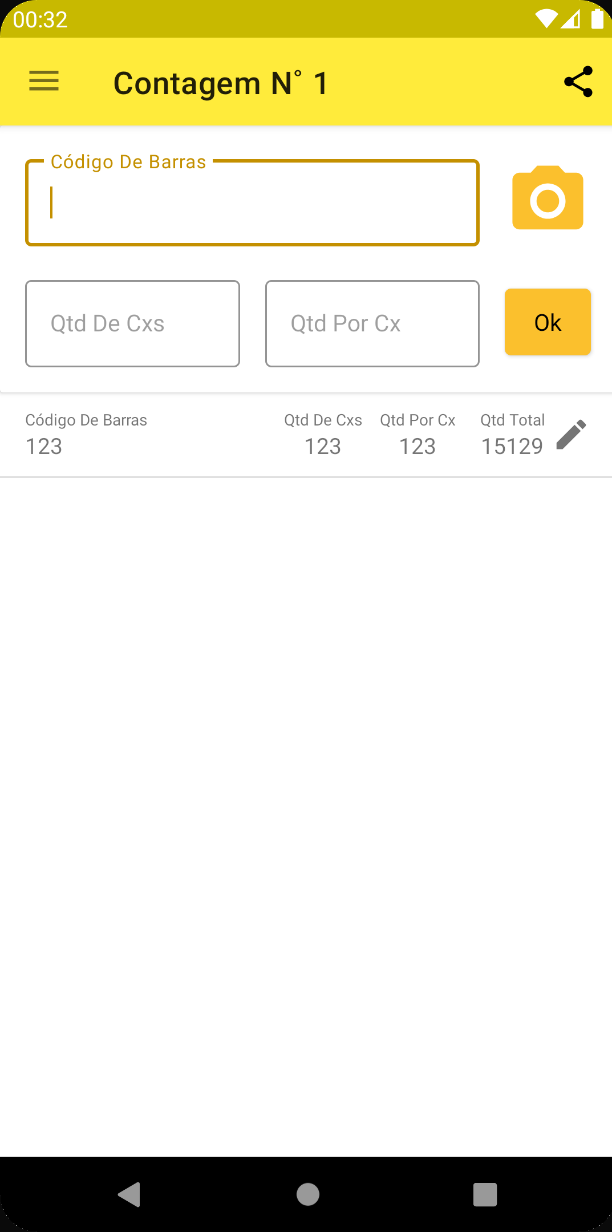 00:32
Contagem N° 1
Código De Barras
Qtd De Cxs
Qtd Por Cx
Ok
Código De Barras Qtd De Cxs Qtd Por Cx Qtd Total
123 123 123 15129